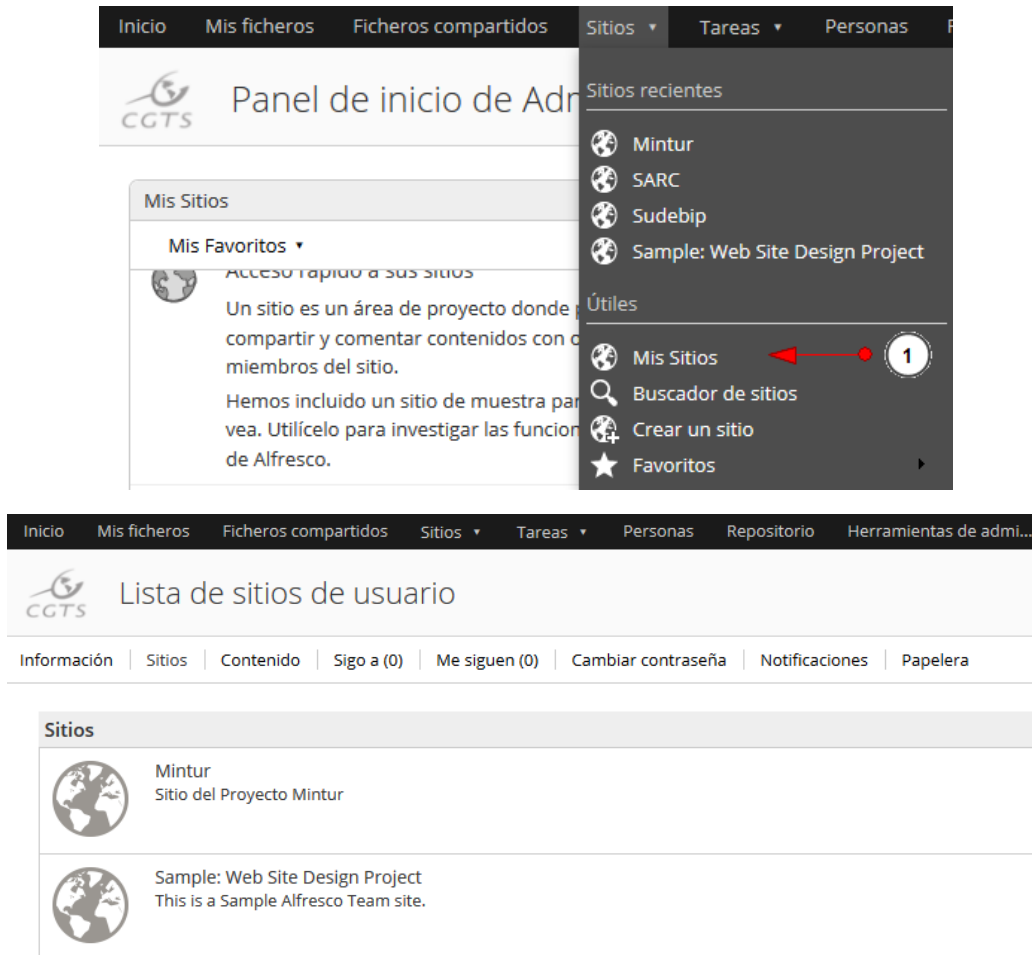 Inicio Mis ficheros Ficheros compartidos Sitios Tareas Personas
CGTS
Panel de inicio de Adr
Sitios recientes
Mintur
SARC
Sudebip
Sample: Web Site Design Project
Mis Sitios
Mis Favoritos
Acceso rápido a sus sitios
Un sitio es un área de proyecto donde
compartir y comentar contenidos con
miembros del sitio.
Hemos incluido un sitio de muestra par
vea. Utilícelo para investigar las funcion
de Alfresco.
Útiles
Mis Sitios 1
Buscador de sitios
Crear un sitio
Favoritos
Inicio Mis ficheros Ficheros compartidos Sitios Tareas Personas Repositorio Herramientas de admi...
CGTS
Lista de sitios de usuario
Información Sitios Contenido Sigo a (0) Me siguen (0) Cambiar contraseña Notificaciones Papelera
Sitios
Mintur
Sitio del Proyecto Mintur
Sample: Web Site Design Project
This is a Sample Alfresco Team site.